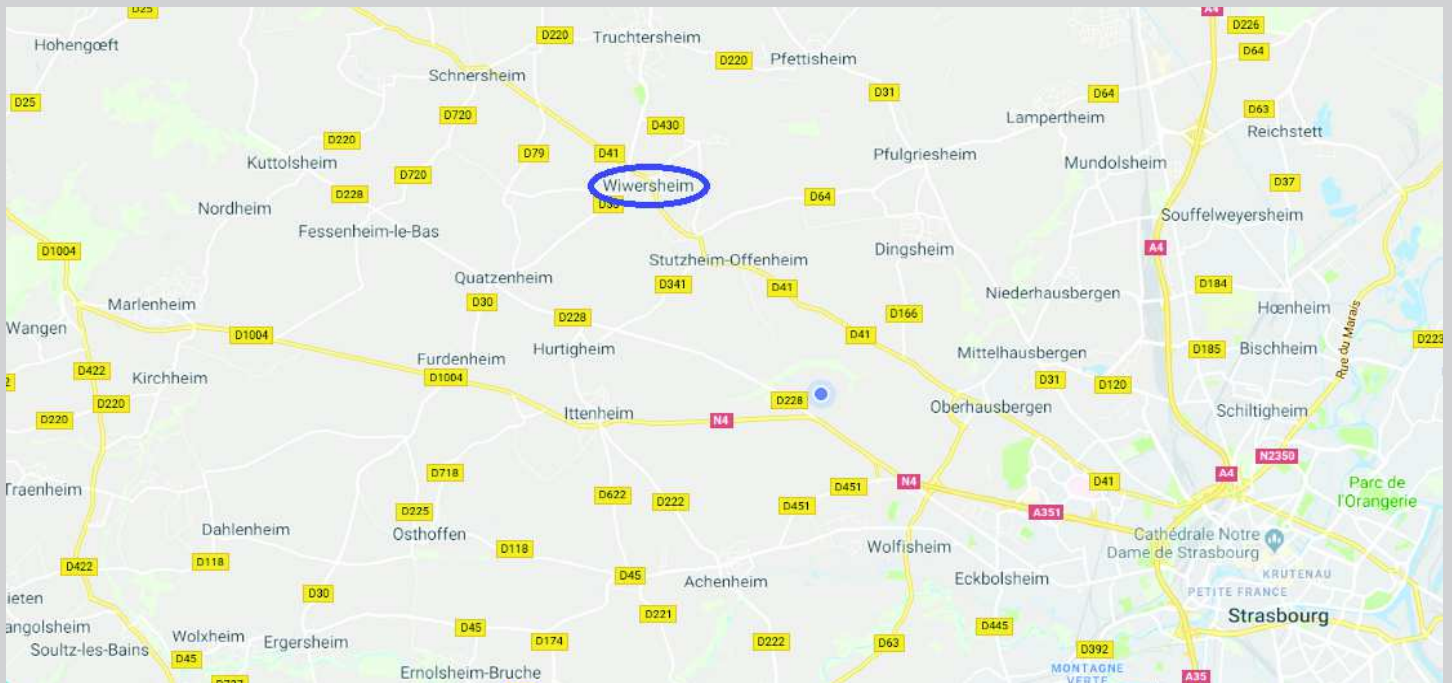 D25
A4
D226
Hohengœft
D220
Truchtersheim
D64
D220
Pfettisheim
Schnersheim
D25
D31
D64
D720
Lampertheim
D63
D430
Reichstett
D220
D79
D41
Kuttolsheim
Pfulgriesheim
Mundolsheim
D720
D228
Wiwersheim
D37
D64
Nordheim
Souffelweyersheim
Fessenheim-le-Bas
D1004
Dingsheim
A4
Stutzheim-Offenheim
Quatzenheim
D341
D41
D184
Niederhausbergen
Marlenheim
D30
Hœnheim
D166
D228
Wangen
D1004
D41
Rue du Marais
D223
Hurtigheim
Furdenheim
Mittelhausbergen
D185
Bischheim
D422
Kirchheim
D1004
D31
D120
2
D220
D228
Oberhausbergen
Ittenheim
Schiltigheim
D220
N4
N2350
D718
A4
Traenheim
N4
D41
Parc de
l'Orangerie
D451
D622
D222
D451
D225
A351
Dahlenheim
Osthoffen
Cathédrale Notre
Dame de Strasbourg
D118
Wolfisheim
D118
D422
D45
Achenheim
Eckbolsheim
KRUTENAU
PETITE FRANCE
D30
ieten
D221
Strasbourg
angolsheim
D45
D445
Wolxheim
Ergersheim
D174
D222
D63
Soultz-les-Bains
D392
D45
Ernolsheim-Bruche
MONTAGNE
VERTE
A35